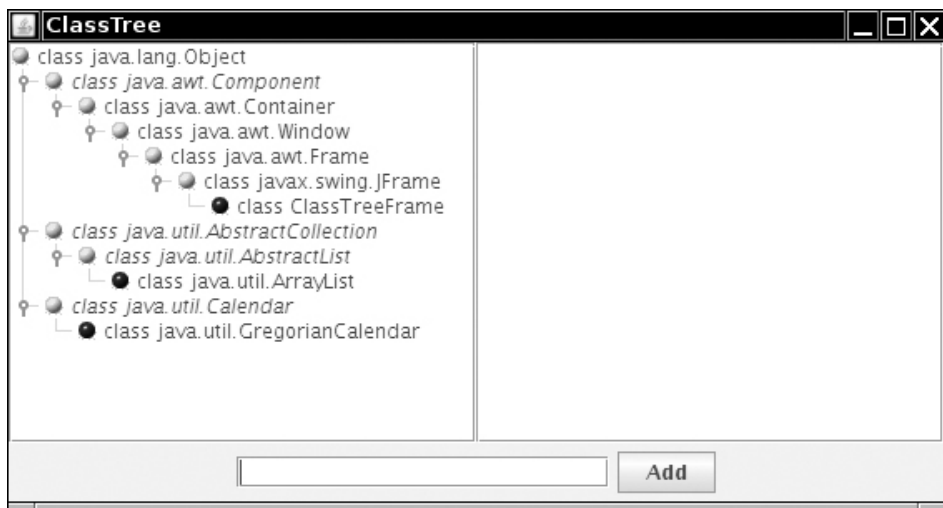 ClassTree
class java.lang.Object
class java.awt.Component
class java.awt.Container
class java.awt.Window
class java.awt.Frame
class javax.swing.JFrame
class ClassTreeFrame
class java.util.AbstractCollection
class java.util.AbstractList
class java.util.ArrayList
class java.util.Calendar
class java.util.GregorianCalendar
Add